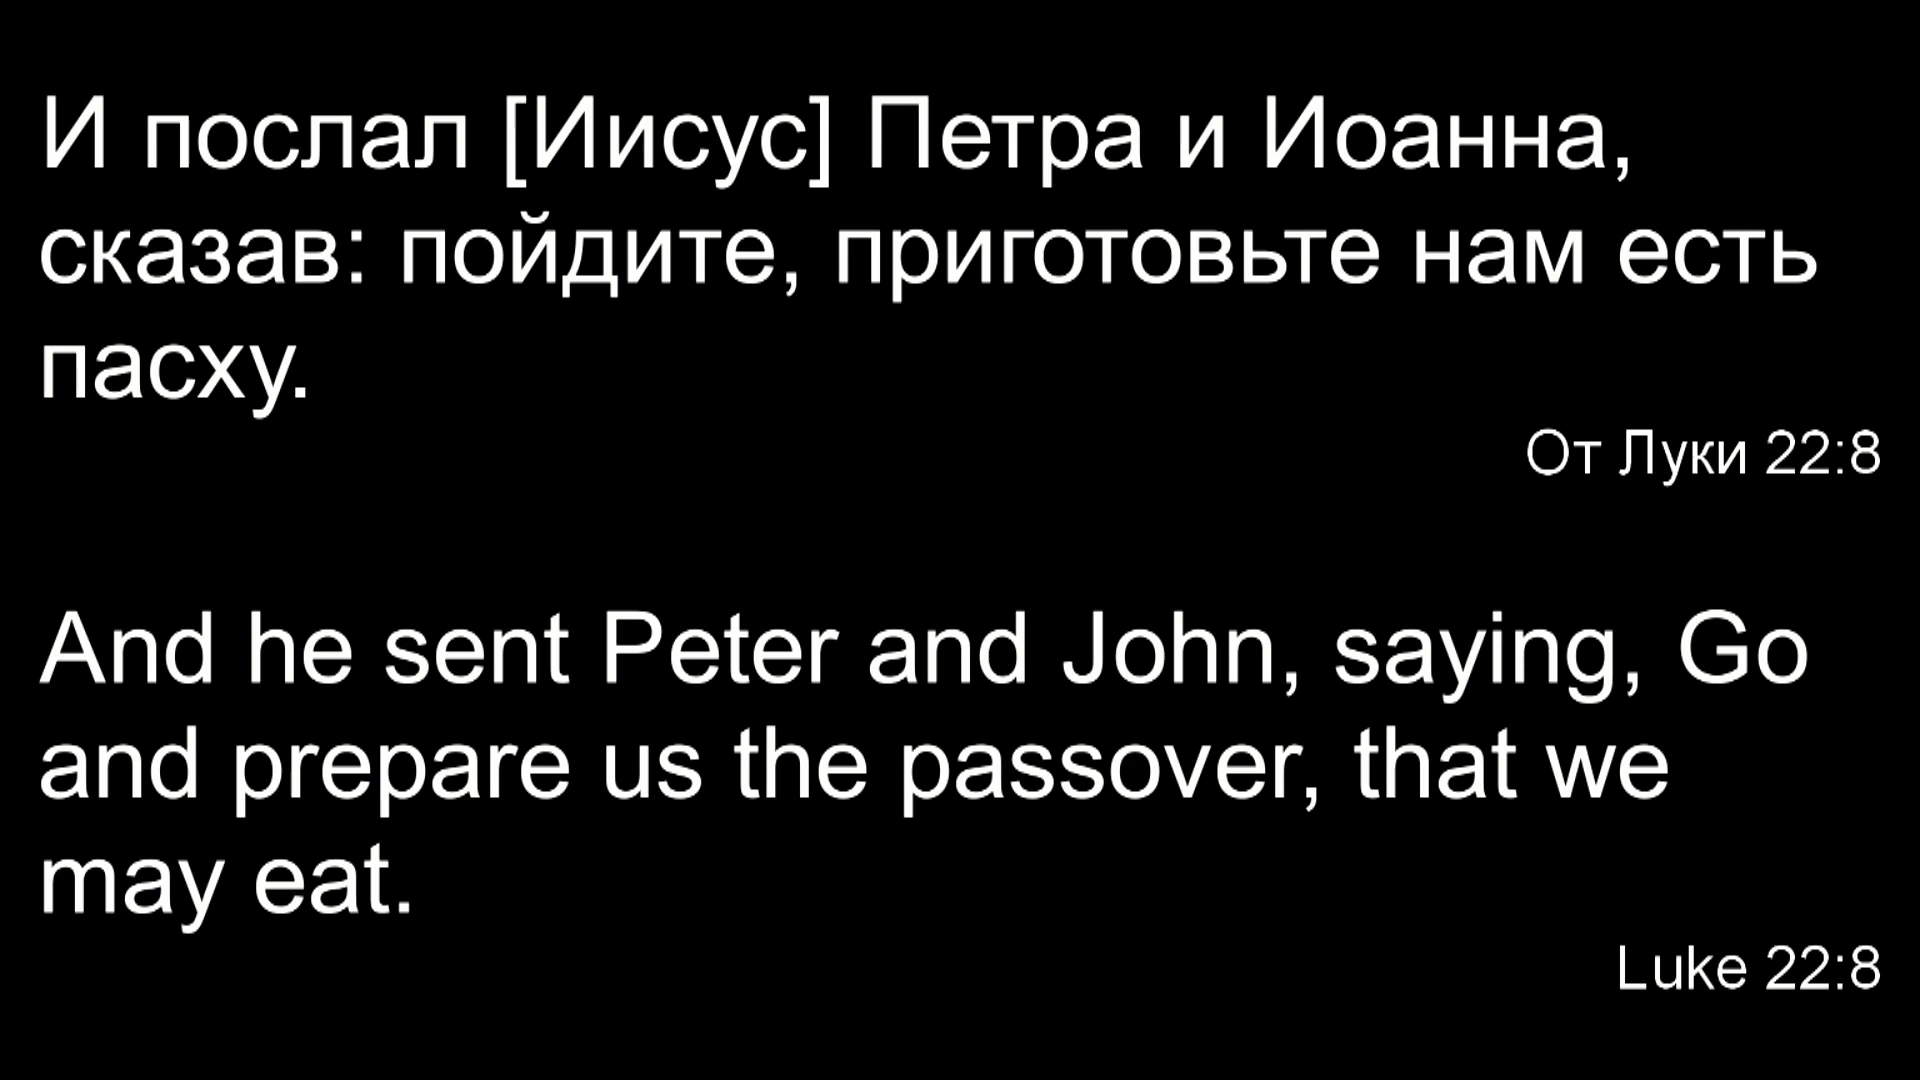 И послал [Иисус] Петра и Иоанна,
сказав: пойдите, приготовьте нам есть
пасху.
От Луки 22:8
And he sent Peter and John, saying, Go
and prepare us the passover, that we
may eat.
Luke 22:8